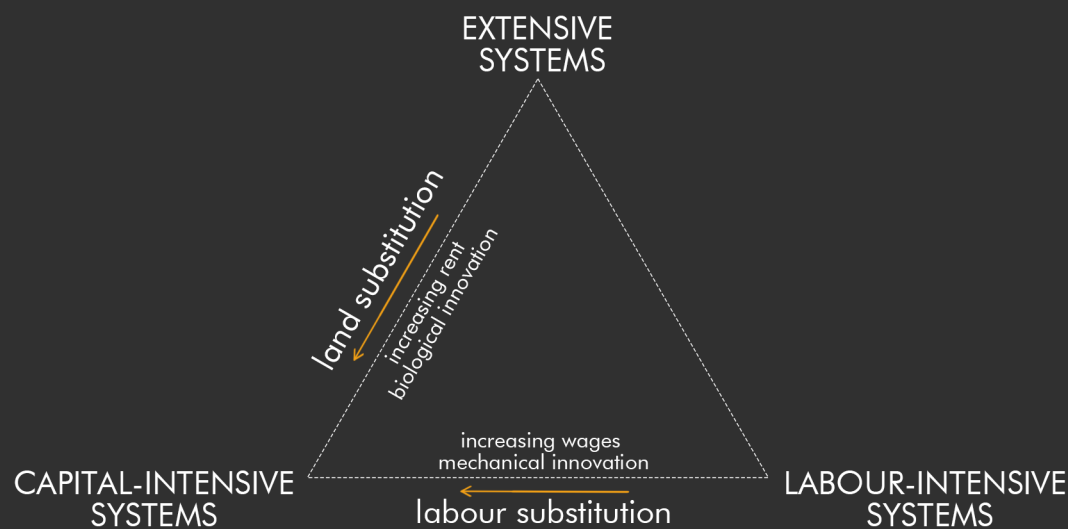 EXTENSIVE
SYSTEMS
land substitution
increasing rent
biological innovation
increasing wages
mechanical innovation
CAPITAL-INTENSIVE
SYSTEMS
LABOUR-INTENSIVE
SYSTEMS
labour substitution